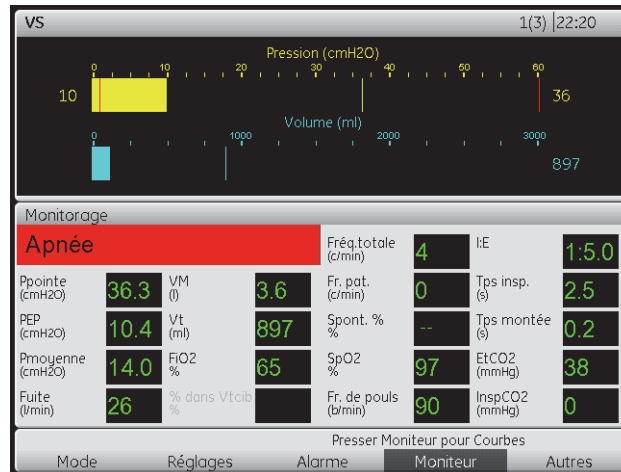 VS 1(3) 22:20
Pression (cmH2O)
0 10 20 30 40 50 60
10 36
Volume (ml)
0 1000 2000 3000
897
Monitorage
Apnée
Fréq.totale (c/min) 4 I:E 1:5.0
Ppointe (cmH2O) 36.3 VM (l) 3.6 Fr. pat. (c/min) 0 Tps insp. (s) 2.5
PEP (cmH2O) 10.4 Vt (ml) 897 Spont. % % -- Tps montée (s) 0.2
Pmoyenne (cmH2O) 14.0 FiO2 % 65 SpO2 % 97 EtCO2 (mmHg) 38
Fuite (l/min) 26 % dans Vtcib % Fr. de pouls (b/min) 90 InspCO2 (mmHg) 0
Presser Moniteur pour Courbes
Mode Réglages Alarme Moniteur Autres